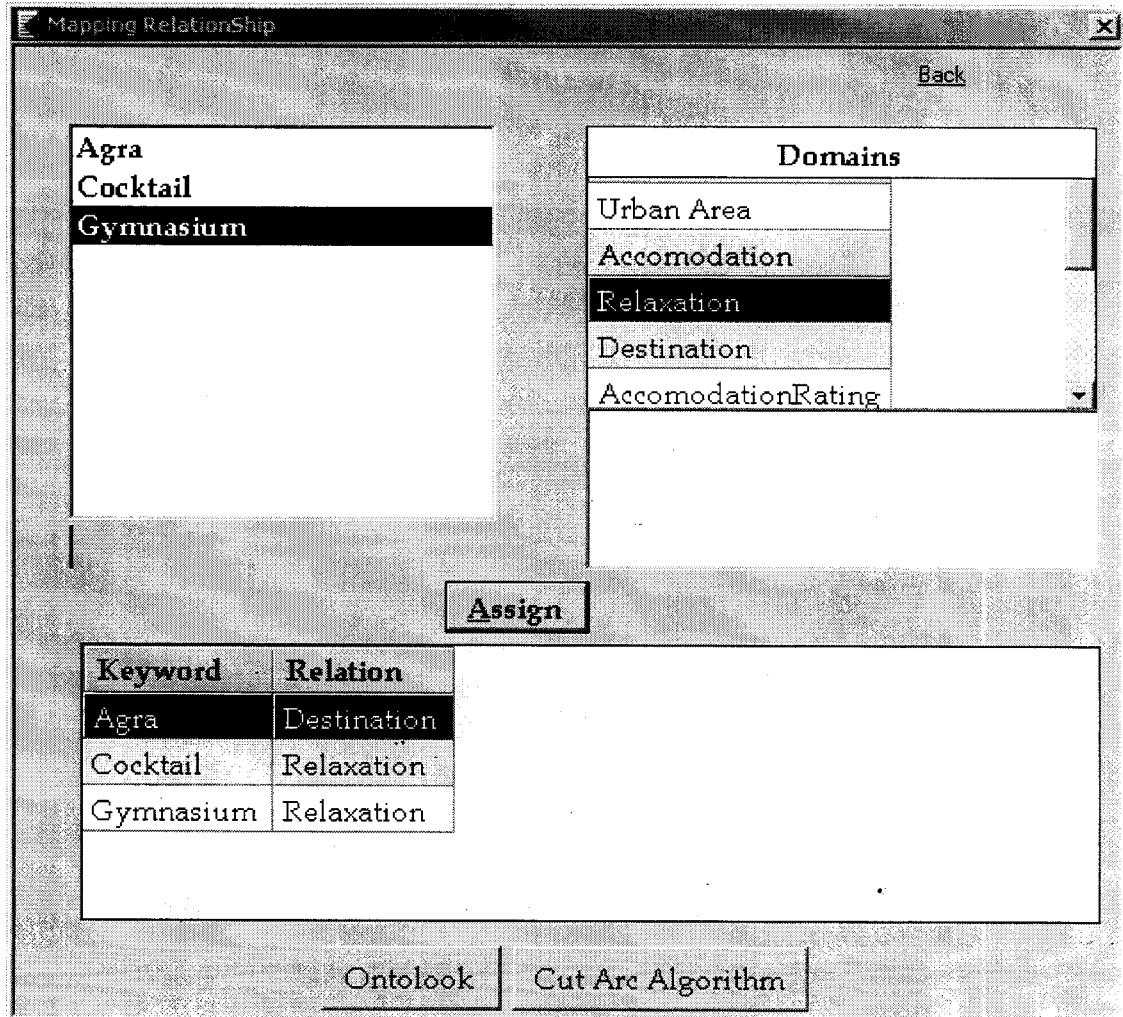 Mapping RelationShip
Back
Agra
Cocktail
Gymnasium
Domains
Urban Area
Accomodation
Relaxation
Destination
AccomodationRating
Assign
Keyword Relation
Agra Destination
Cocktail Relaxation
Gymnasium Relaxation
Ontolook Cut Arc Algorithm